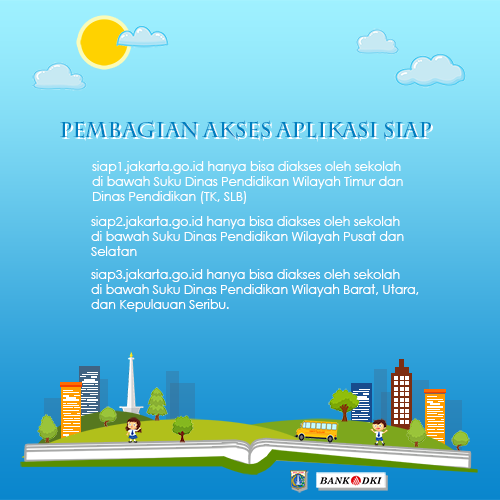 PEMBAGIAN AKSES APLIKASI SIAP
siap1.jakarta.go.id hanya bisa diakses oleh sekolah
di bawah Suku Dinas Pendidikan Wilayah Timur dan
Dinas Pendidikan (TK, SLB)
siap2.jakarta.go.id hanya bisa diakses oleh sekolah
di bawah Suku Dinas Pendidikan Wilayah Pusat dan
Selatan
siap3.jakarta.go.id hanya bisa diakses oleh sekolah
di bawah Suku Dinas Pendidikan Wilayah Barat, Utara,
dan Kepulauan Seribu.
BANK DKI